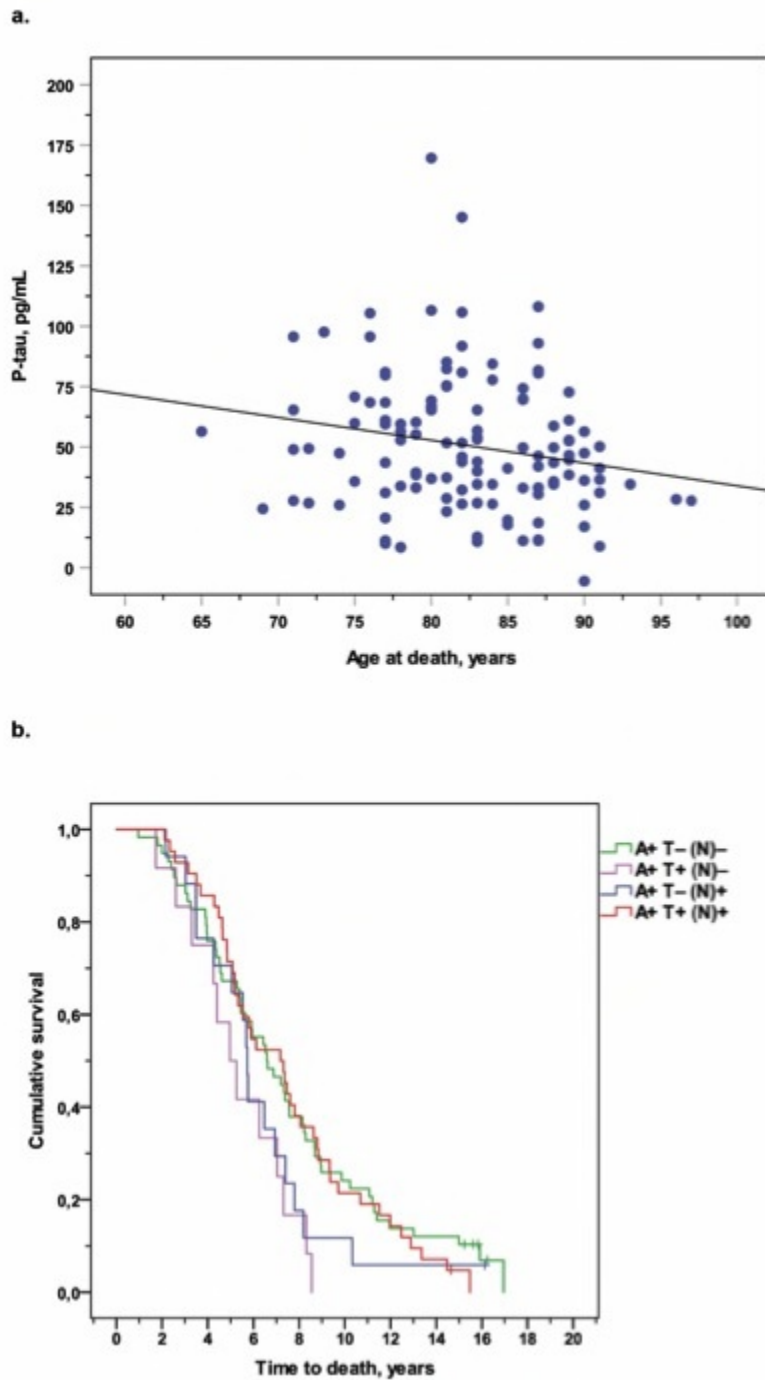 a.
200
175
150
125
100
75
50
25
0
P-tau, pg/mL
60 65 70 75 80 85 90 95 100
Age at death, years
b.
1,0
0,8
0,6
0,4
0,2
0,0
Cumulative survival
0 2 4 6 8 10 12 14 16 18 20
Time to death, years
A+ T– (N)–
A+ T+ (N)–
A+ T– (N)+
A+ T+ (N)+